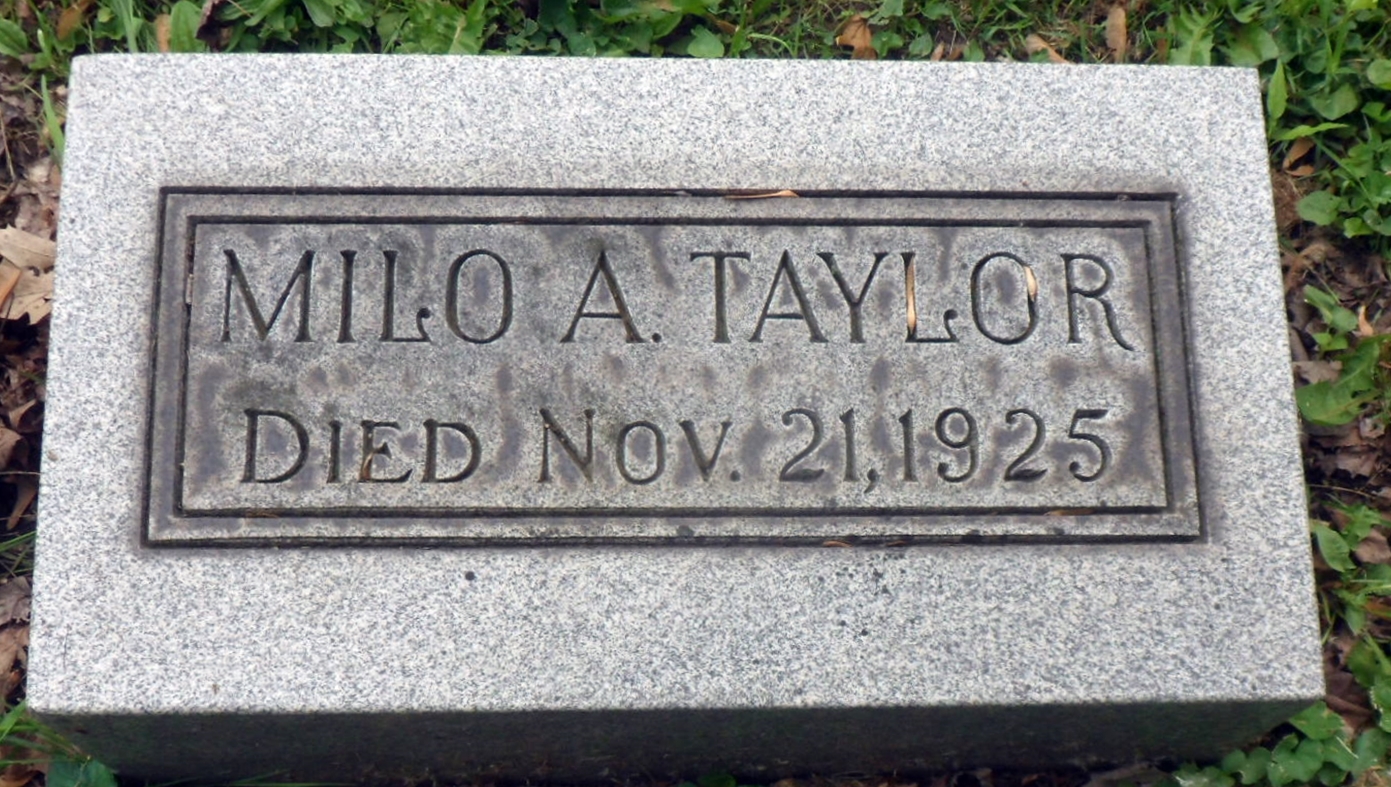 MILO A. TAYLOR
DIED NOV. 21, 1925